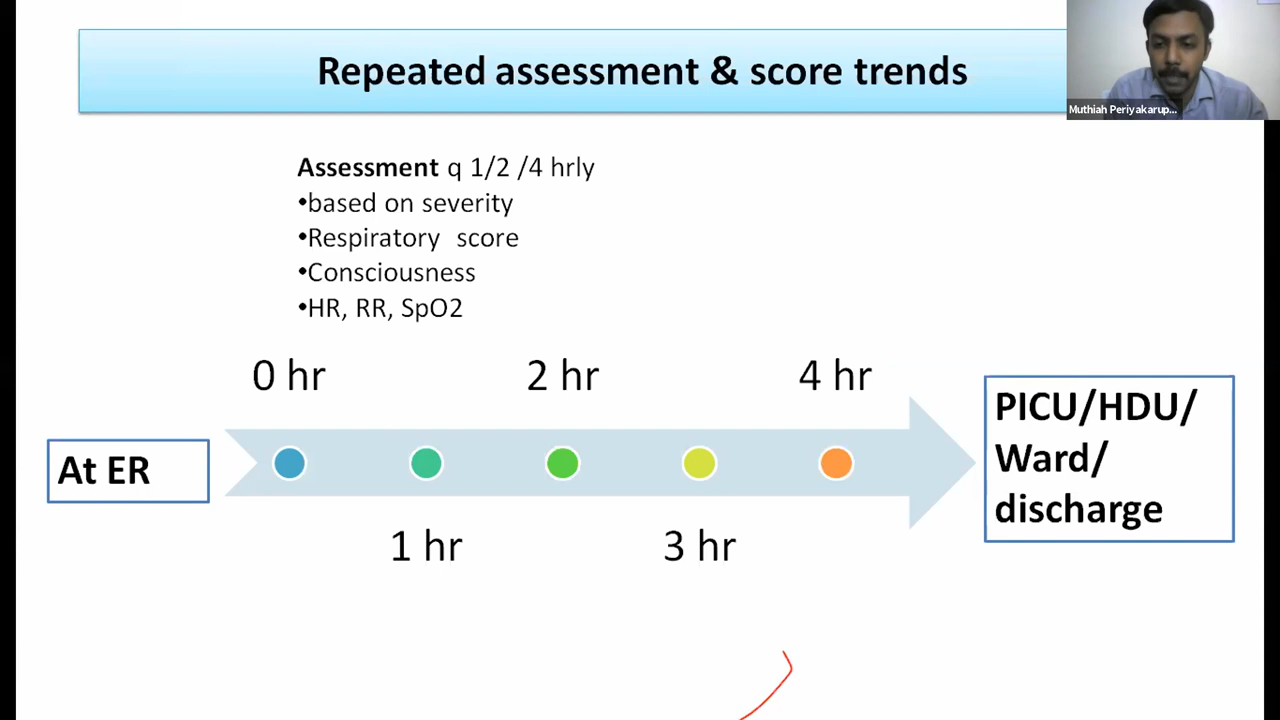 Repeated assessment & score trends
Muthiah Periyakarup...
Assessment q 1/2 /4 hrly
•based on severity
•Respiratory score
•Consciousness
•HR, RR, SpO2
0 hr
2 hr
4 hr
At ER
PICU/HDU/
Ward/
discharge
1 hr
3 hr